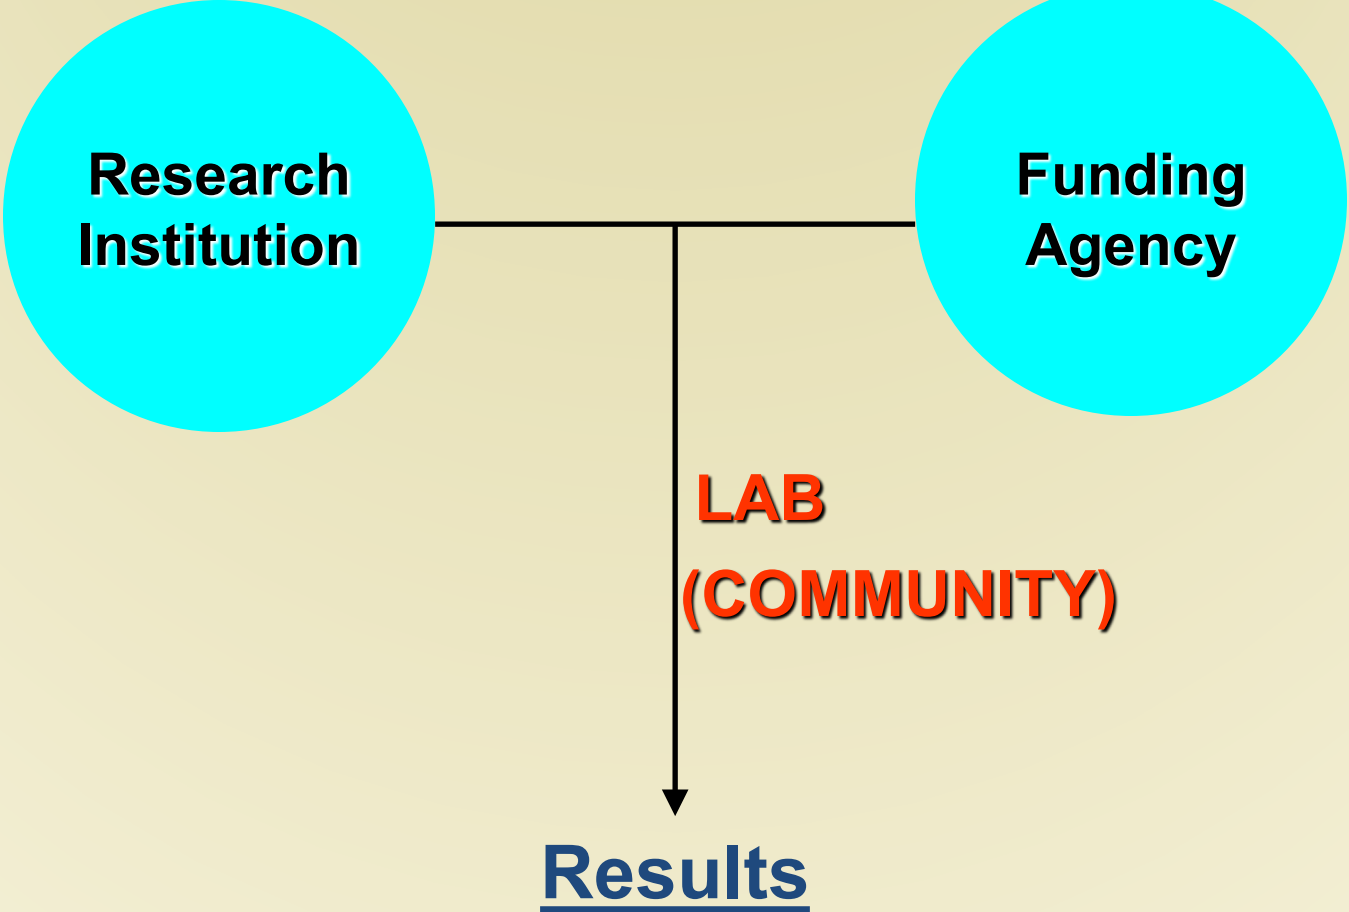 Research
Institution
Funding
Agency
LAB
(COMMUNITY)
Results